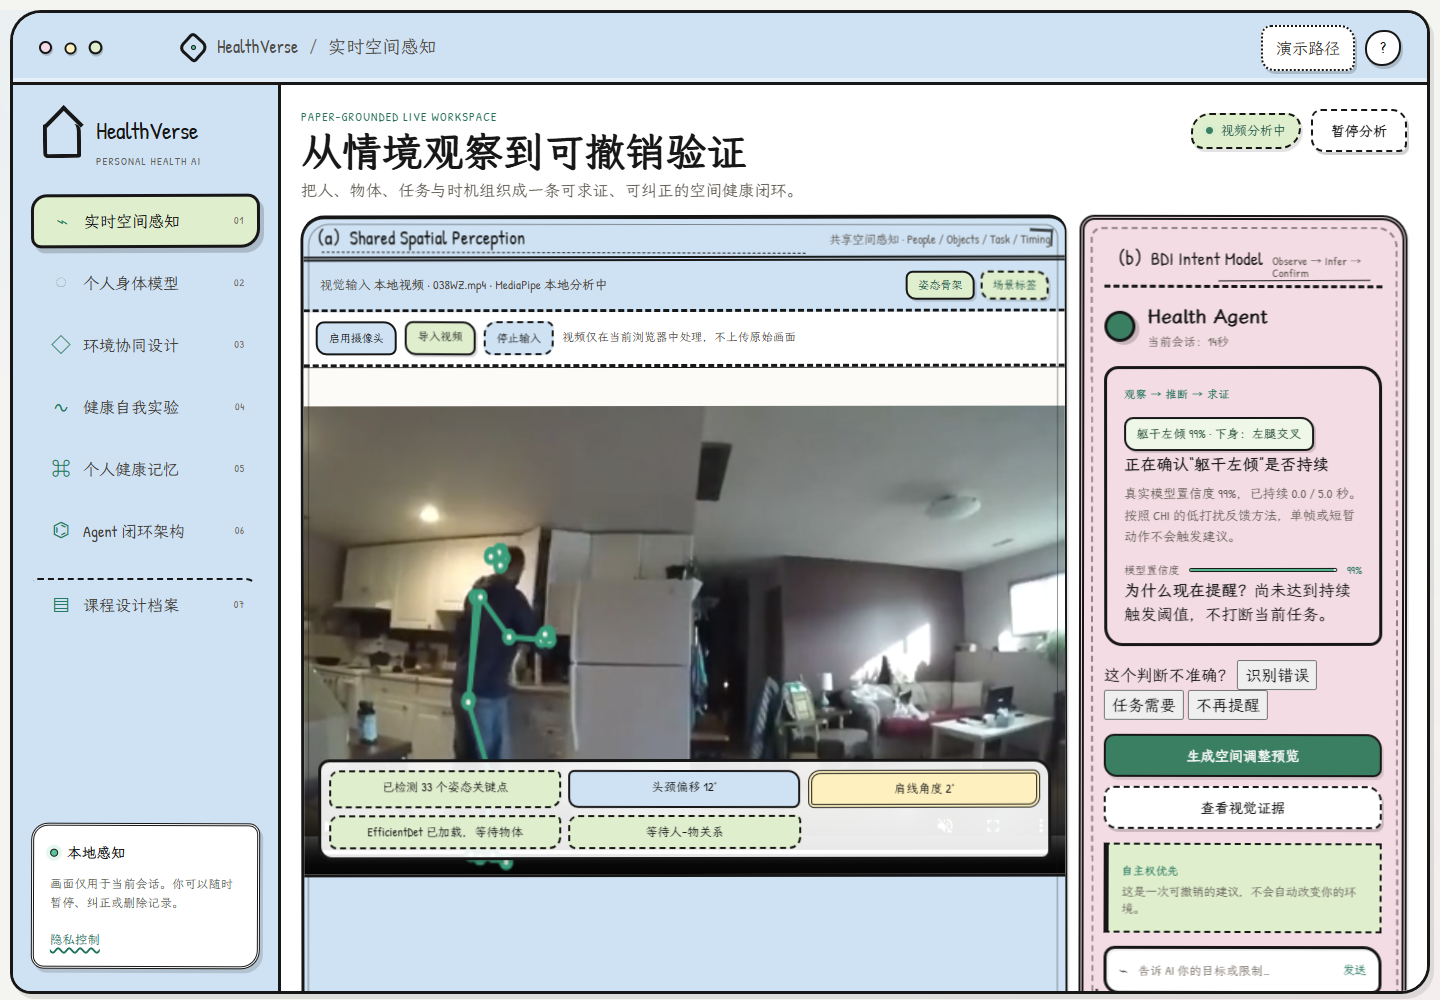 HealthVerse / 实时空间感知
演示路径
?
HealthVerse
PERSONAL HEALTH AI
实时空间感知 01
个人身体模型 02
环境协同设计 03
健康自我实验 04
个人健康记忆 05
Agent 闭环架构 06
课程设计档案 07
本地感知
画面仅用于当前会话。你可以随时
暂停、纠正或删除记录。
隐私控制
PAPER-GROUNDED LIVE WORKSPACE
从情境观察到可撤销验证
把人、物体、任务与时机组织成一条可求证、可纠正的空间健康闭环。
视频分析中
暂停分析
(a) Shared Spatial Perception
共享空间感知 · People / Objects / Task / Timing
视觉输入 本地视频 · 038WZ.mp4 · MediaPipe 本地分析中
姿态骨架
场景标签
启用摄像头
导入视频
停止输入
视频仅在当前浏览器中处理，不上传原始画面
已检测 33 个姿态关键点
头颈偏移 12°
肩线角度 2°
EfficientDet 已加载，等待物体
等待人-物关系
(b) BDI Intent Model
Observe → Infer →
Confirm
Health Agent
当前会话：14秒
观察 → 推断 → 求证
躯干左倾 99% · 下身：左腿交叉
正在确认“躯干左倾”是否持续
真实模型置信度 99%，已持续 0.0 / 5.0 秒。
按照 CHI 的低打扰反馈方法，单帧或短暂
动作不会触发建议。
模型置信度 99%
为什么现在提醒？尚未达到持续
触发阈值，不打断当前任务。
这个判断不准确？ 识别错误
任务需要 不再提醒
生成空间调整预览
查看视觉证据
自主权优先
这是一次可撤销的建议，不会自动改变你的环
境。
告诉 AI 你的目标或限制…
发送